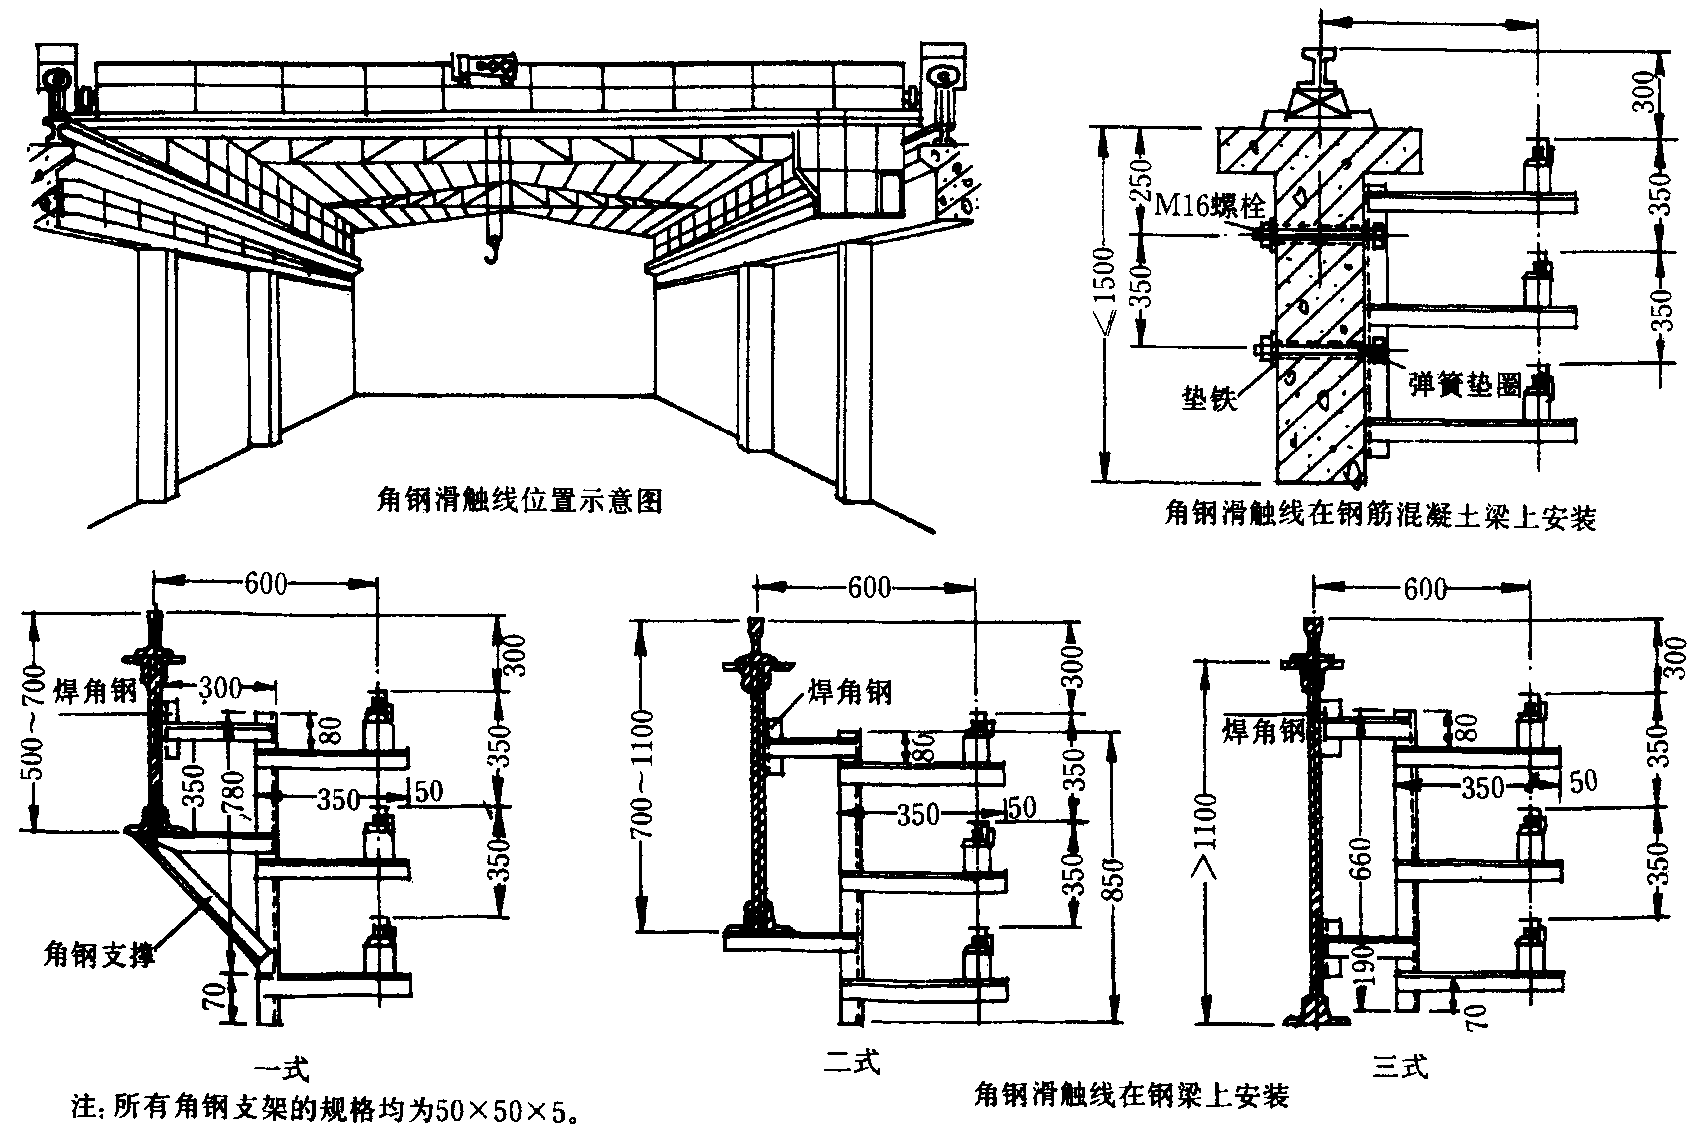 300
250
350
M16螺栓
350
<1500
350
垫铁
弹簧垫圈
角钢滑触线位置示意图
角钢滑触线在钢筋混凝土梁上安装
600
300
500~700
焊角钢
300
80
350
780
350
50
350
角钢支撑
70
一式
600
300
700~1100
焊角钢
80
350
350
50
350
850
二式
600
300
焊角钢
80
350
>1100
350
50
660
350
190
70
三式
角钢滑触线在钢梁上安装
注:所有角钢支架的规格均为50×50×5。